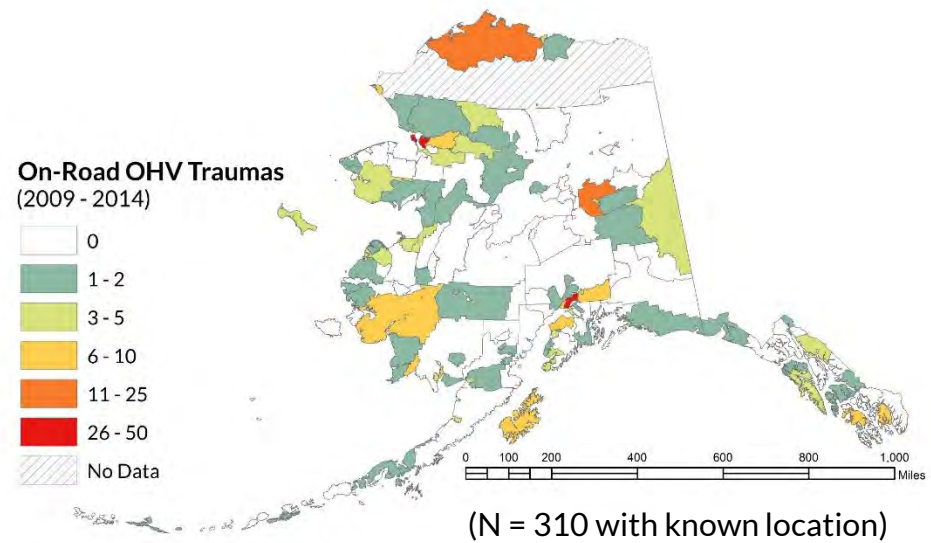 On-Road OHV Traumas
(2009 - 2014)
0
1 - 2
3 - 5
6 - 10
11 - 25
26 - 50
No Data
0 100 200 400 600 800 1,000
Miles
(N = 310 with known location)